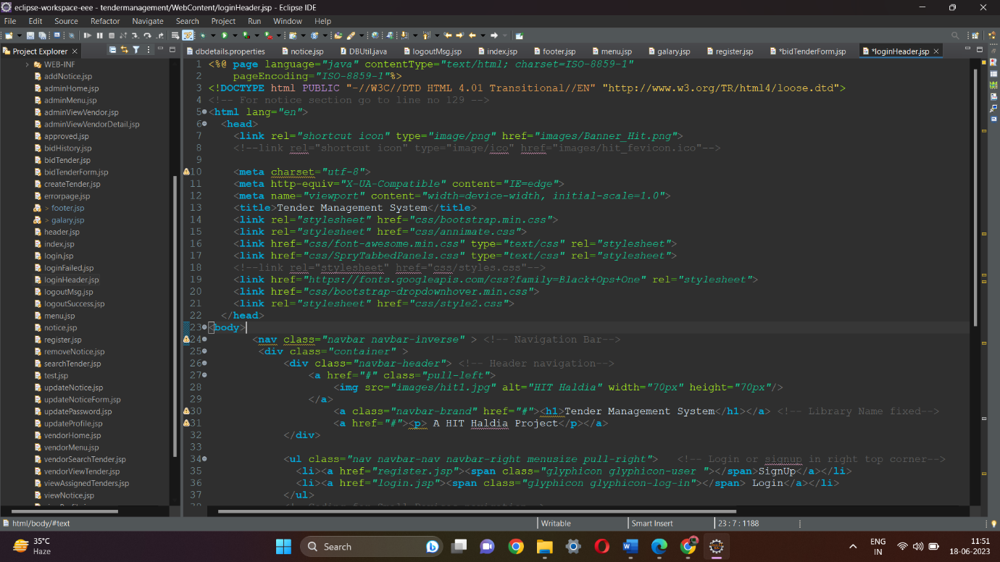 eclipse-workspace-eee - tendermanagement/WebContent/loginHeader.jsp - Eclipse IDE
File Edit Source Refactor Navigate Search Project Run Window Help
Project Explorer
dbdetails.properties notice.jsp DBUtil.java logoutMsg.jsp index.jsp footer.jsp menu.jsp galary.jsp register.jsp *bidTenderForm.jsp *loginHeader.jsp
WEB-INF
addNotice.jsp
adminHome.jsp
adminMenu.jsp
adminViewVendor.jsp
adminViewVendorDetail.jsp
approved.jsp
bidHistory.jsp
bidTender.jsp
bidTenderForm.jsp
createTender.jsp
errorpage.jsp
> footer.jsp
> galary.jsp
header.jsp
index.jsp
login.jsp
loginFailed.jsp
loginHeader.jsp
logoutMsg.jsp
logoutSuccess.jsp
menu.jsp
notice.jsp
register.jsp
removeNotice.jsp
searchTender.jsp
test.jsp
updateNotice.jsp
updateNoticeForm.jsp
updatePassword.jsp
updateProfile.jsp
vendorHome.jsp
vendorMenu.jsp
vendorSearchTender.jsp
vendorViewTender.jsp
viewAssignedTenders.jsp
viewNotice.jsp
1 <%@ page language="java" contentType="text/html; charset=ISO-8859-1"
2 pageEncoding="ISO-8859-1"%>
3 <!DOCTYPE html PUBLIC "-//W3C//DTD HTML 4.01 Transitional//EN" "http://www.w3.org/TR/html4/loose.dtd">
4 <!-- For notice section go to line no 129 -->
5 <html lang="en">
6 <head>
7 <link rel="shortcut icon" type="image/png" href="images/Banner_Hit.png">
8 <!--link rel="shortcut icon" type="image/ico" href="images/hit_fevicon.ico"-->
9
10 <meta charset="utf-8">
11 <meta http-equiv="X-UA-Compatible" content="IE=edge">
12 <meta name="viewport" content="width=device-width, initial-scale=1.0">
13 <title>Tender Management System</title>
14 <link rel="stylesheet" href="css/bootstrap.min.css">
15 <link rel="stylesheet" href="css/annimate.css">
16 <link href="css/font-awesome.min.css" type="text/css" rel="stylesheet">
17 <link href="css/SpryTabbedPanels.css" type="text/css" rel="stylesheet">
18 <!--link rel="stylesheet" href="css/styles.css"-->
19 <link href="https://fonts.googleapis.com/css?family=Black+Ops+One" rel="stylesheet">
20 <link href="css/bootstrap-dropdownhover.min.css">
21 <link rel="stylesheet" href="css/style2.css">
22 </head>
23 <body>
24 <nav class="navbar navbar-inverse" > <!-- Navigation Bar-->
25 <div class="container" >
26 <div class="navbar-header"> <!-- Header navigation-->
27 <a href="#" class="pull-left">
28 <img src="images/hit1.jpg" alt="HIT Haldia" width="70px" height="70px"/>
29 </a>
30 <a class="navbar-brand" href="#"><h1>Tender Management System</h1></a> <!-- Library Name fixed-->
31 <a href="#"><p> A HIT Haldia Project</p></a>
32 </div>
33
34 <ul class="nav navbar-nav navbar-right menusize pull-right"> <!-- Login or signup in right top corner-->
35 <li><a href="register.jsp"><span class="glyphicon glyphicon-user "></span>SignUp</a></li>
36 <li><a href="login.jsp"><span class="glyphicon glyphicon-log-in"></span> Login</a></li>
37 </ul>
html/body/#text Writable Smart Insert 23 : 7 : 1188
35°C
Haze
Search
ENG
IN
11:51
18-06-2023